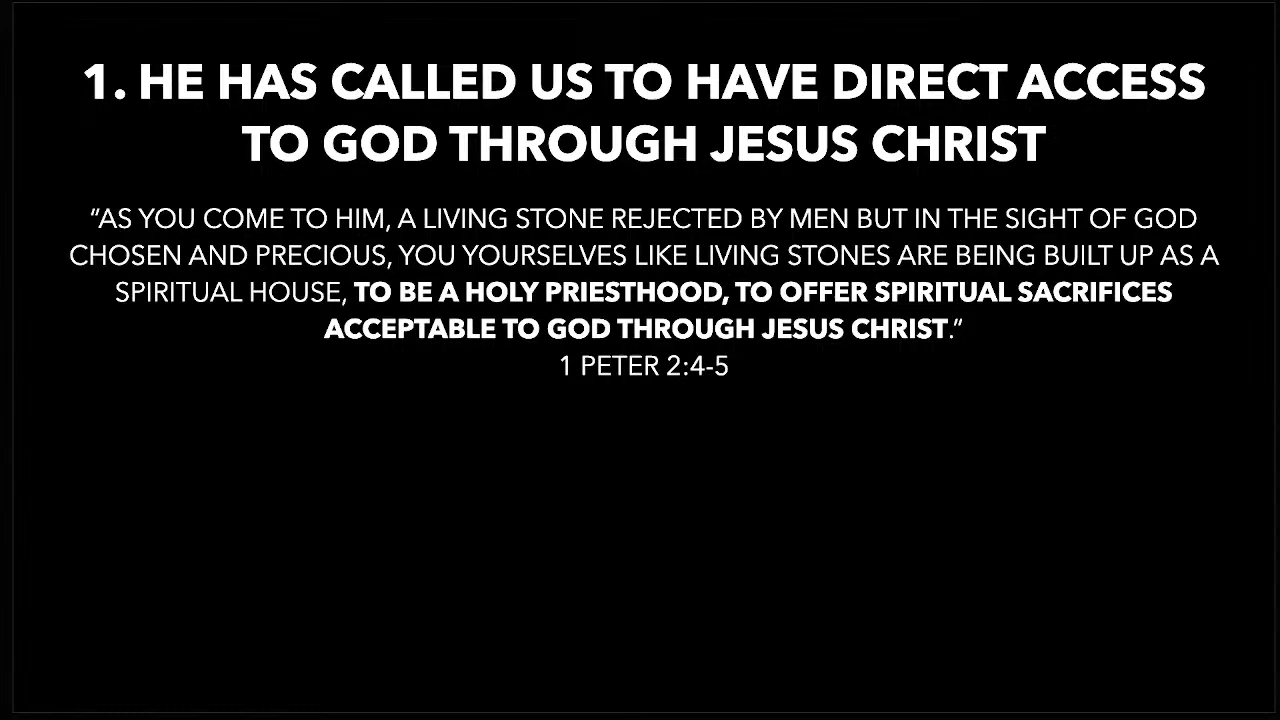 1. HE HAS CALLED US TO HAVE DIRECT ACCESS
TO GOD THROUGH JESUS CHRIST
“AS YOU COME TO HIM, A LIVING STONE REJECTED BY MEN BUT IN THE SIGHT OF GOD
CHOSEN AND PRECIOUS, YOU YOURSELVES LIKE LIVING STONES ARE BEING BUILT UP AS A
SPIRITUAL HOUSE, TO BE A HOLY PRIESTHOOD, TO OFFER SPIRITUAL SACRIFICES
ACCEPTABLE TO GOD THROUGH JESUS CHRIST.“
1 PETER 2:4-5